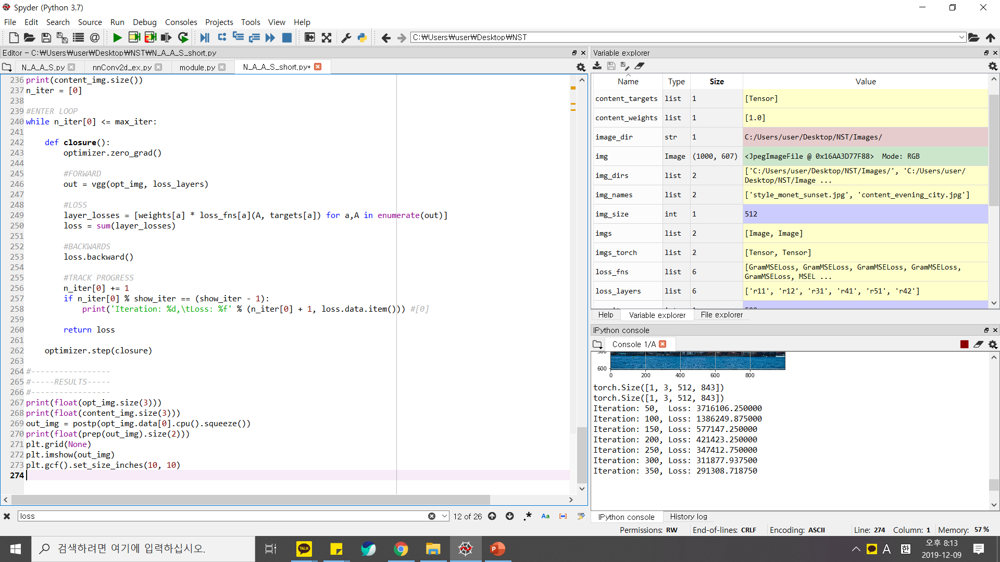 Spyder (Python 3.7)
File Edit Search Source Run Debug Consoles Projects Tools View Help
C:₩Users₩user₩Desktop₩NST
Editor - C:₩Users₩user₩Desktop₩NST₩N_A_A_S_short.py
N_A_A_S.py nnConv2d_ex.py module.py N_A_A_S_short.py*
236 print(content_img.size())
237 n_iter = [0]
238
239 #ENTER LOOP
240 while n_iter[0] <= max_iter:
241
242     def closure():
243         optimizer.zero_grad()
244
245         #FORWARD
246         out = vgg(opt_img, loss_layers)
247
248         #LOSS
249         layer_losses = [weights[a] * loss_fns[a](A, targets[a]) for a,A in enumerate(out)]
250         loss = sum(layer_losses)
251
252         #BACKWARDS
253         loss.backward()
254
255         #TRACK PROGRESS
256         n_iter[0] += 1
257         if n_iter[0] % show_iter == (show_iter - 1):
258             print('Iteration: %d,\tLoss: %f' % (n_iter[0] + 1, loss.data.item())) #[0]
259
260         return loss
261
262     optimizer.step(closure)
263
264 #-----------------
265 #-----RESULTS-----
266 #-----------------
267 print(float(opt_img.size(3)))
268 print(float(content_img.size(3)))
269 out_img = postp(opt_img.data[0].cpu().squeeze())
270 print(float(prep(out_img).size(2)))
271 plt.grid(None)
272 plt.imshow(out_img)
273 plt.gcf().set_size_inches(10, 10)
274
loss 12 of 26 .* Aa
Variable explorer
Name Type Size Value
content_targets list 1 [Tensor]
content_weights list 1 [1.0]
image_dir str 1 C:/Users/user/Desktop/NST/Images/
img Image (1000, 607) <JpegImageFile @ 0x16AA3D77F88> Mode: RGB
img_dirs list 2 ['C:/Users/user/Desktop/NST/Images/', 'C:/Users/user/
Desktop/NST/Image ...
img_names list 2 ['style_monet_sunset.jpg', 'content_evening_city.jpg']
img_size int 1 512
imgs list 2 [Image, Image]
imgs_torch list 2 [Tensor, Tensor]
loss_fns list 6 [GramMSELoss, GramMSELoss, GramMSELoss, GramMSELoss,
GramMSELoss, MSEL ...
loss_layers list 6 ['r11', 'r12', 'r31', 'r41', 'r51', 'r42']
Help Variable explorer File explorer
IPython console
Console 1/A
600
0 200 400 600 800
torch.Size([1, 3, 512, 843])
torch.Size([1, 3, 512, 843])
Iteration: 50,  Loss: 3716106.250000
Iteration: 100, Loss: 1386249.875000
Iteration: 150, Loss: 577147.250000
Iteration: 200, Loss: 421423.250000
Iteration: 250, Loss: 347412.750000
Iteration: 300, Loss: 311877.937500
Iteration: 350, Loss: 291308.718750
IPython console History log
Permissions: RW End-of-lines: CRLF Encoding: ASCII Line: 274 Column: 1 Memory: 57 %
검색하려면 여기에 입력하십시오.
TALK
A 한
오후 8:13
2019-12-09